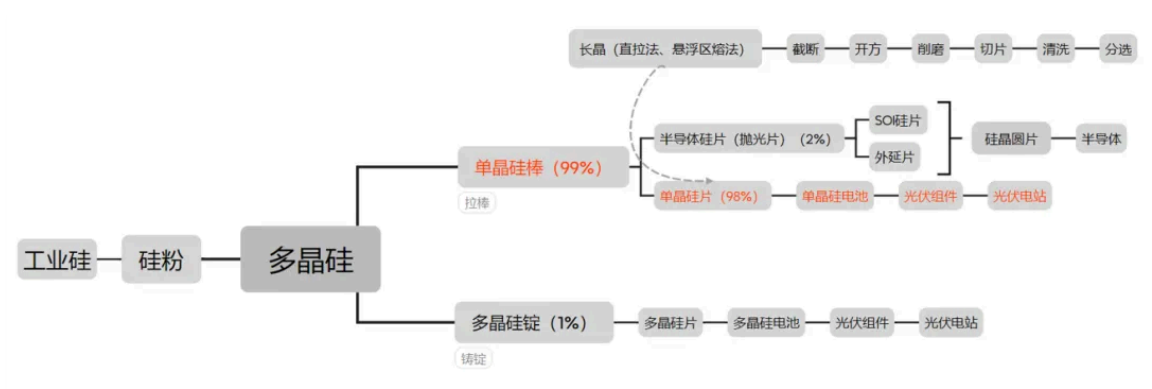 长晶（直拉法、悬浮区熔法）
截断
开方
削磨
切片
清洗
分选
半导体硅片（抛光片）（2%）
SOI硅片
外延片
硅晶圆片
半导体
单晶硅棒（99%）
拉棒
单晶硅片（98%）
单晶硅电池
光伏组件
光伏电站
工业硅
硅粉
多晶硅
多晶硅锭（1%）
铸锭
多晶硅片
多晶硅电池
光伏组件
光伏电站